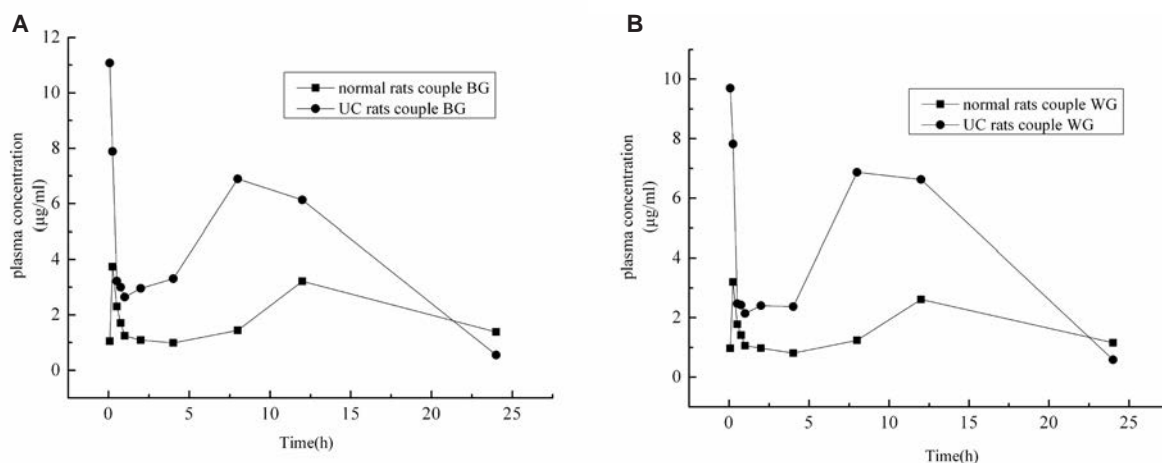 A
12
10
8
6
4
2
0
plasma concentration
(µg/ml)
normal rats couple BG
UC rats couple BG
0 5 10 15 20 25
Time(h)
B
10
8
6
4
2
0
plasma concentration
(µg/ml)
normal rats couple WG
UC rats couple WG
0 5 10 15 20 25
Time(h)